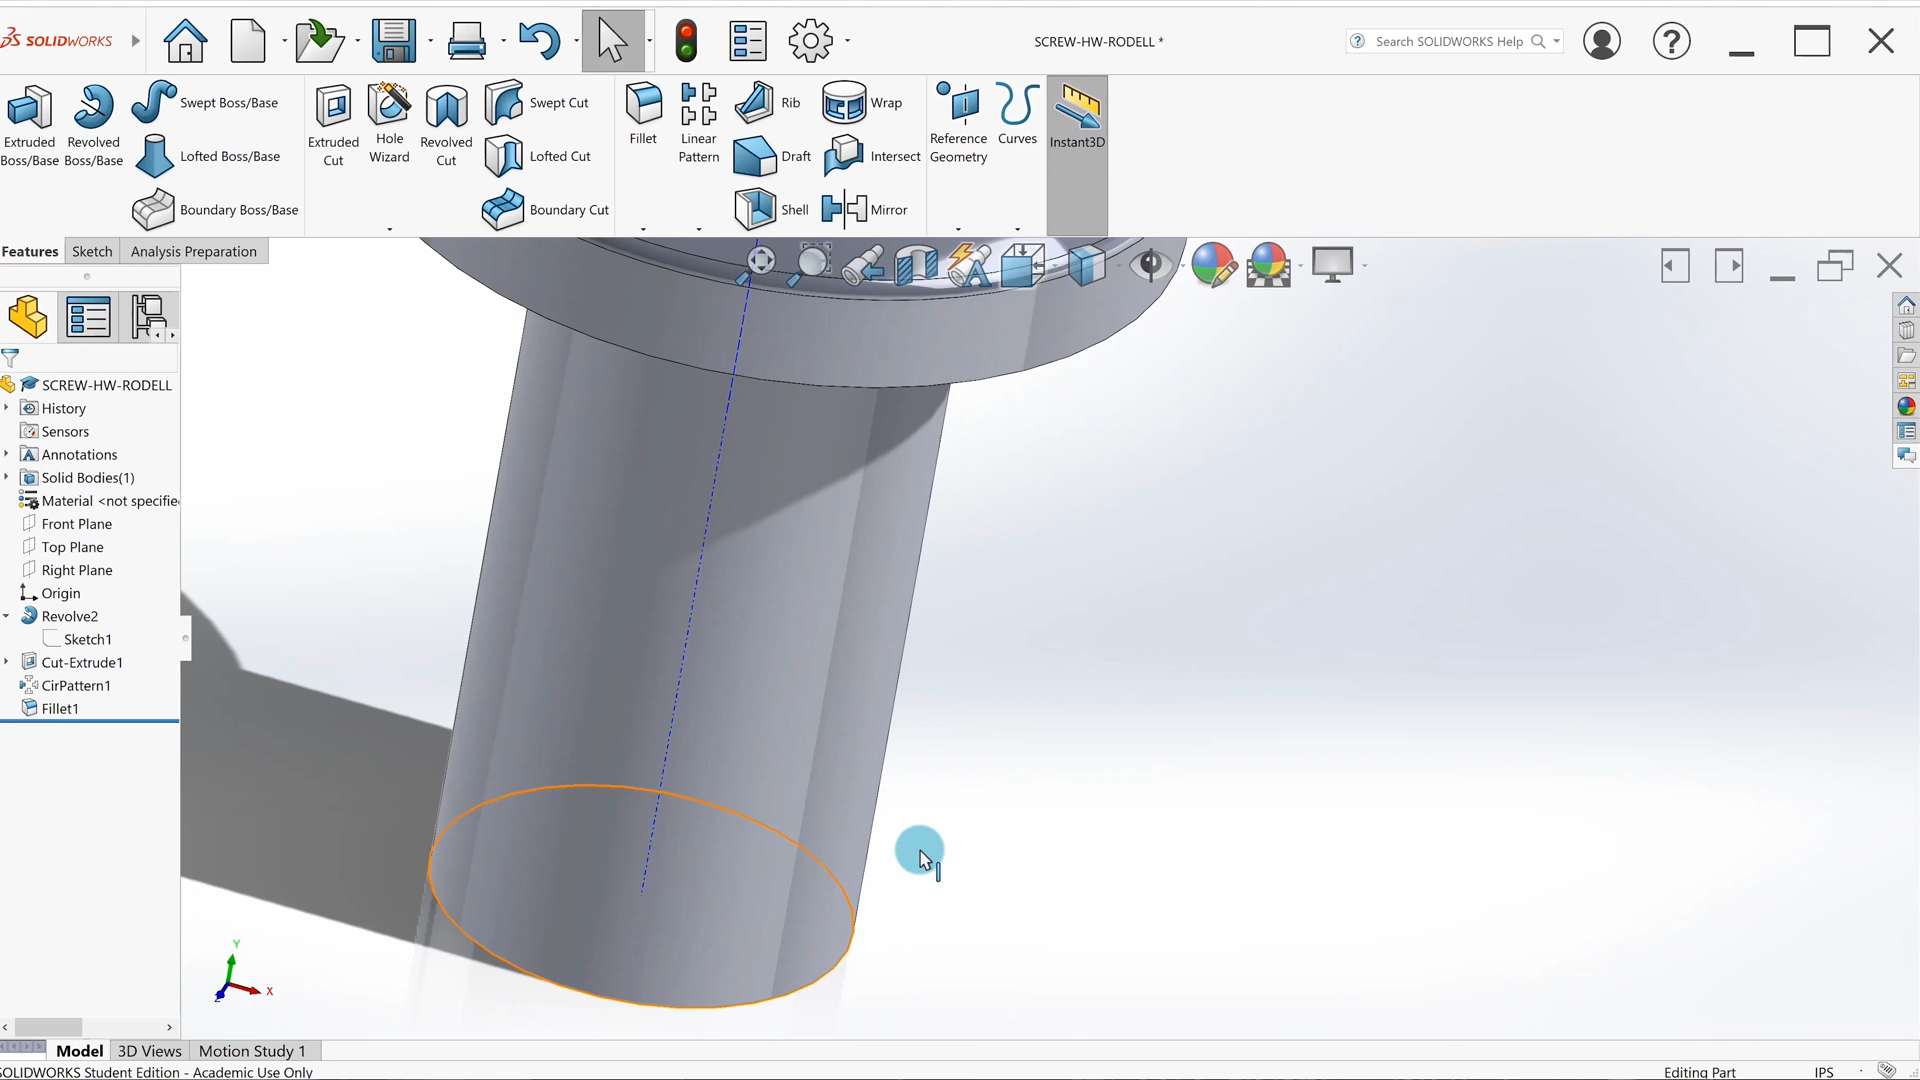 SOLIDWORKS
SCREW-HW-RODELL *
Search SOLIDWORKS Help
Extruded Boss/Base
Revolved Boss/Base
Swept Boss/Base
Lofted Boss/Base
Boundary Boss/Base
Extruded Cut
Hole Wizard
Revolved Cut
Swept Cut
Lofted Cut
Boundary Cut
Fillet
Linear Pattern
Rib
Draft
Shell
Wrap
Intersect
Mirror
Reference Geometry
Curves
Instant3D
Features
Sketch
Analysis Preparation
SCREW-HW-RODELL
History
Sensors
Annotations
Solid Bodies(1)
Material <not specifie
Front Plane
Top Plane
Right Plane
Origin
Revolve2
Sketch1
Cut-Extrude1
CirPattern1
Fillet1
Y
X
Z
Model
3D Views
Motion Study 1
SOLIDWORKS Student Edition - Academic Use Only
Editing Part
IPS